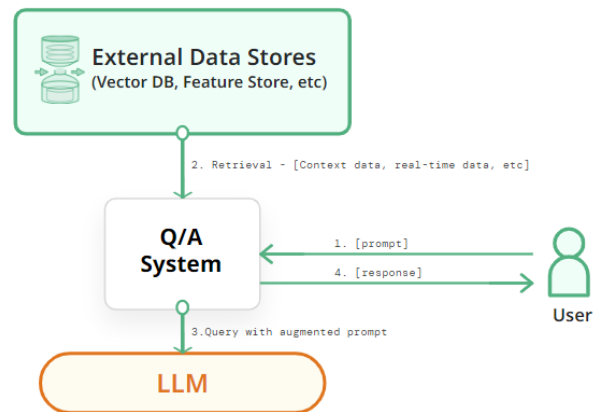 External Data Stores
(Vector DB, Feature Store, etc)
2. Retrieval - [Context data, real-time data, etc]
Q/A
System
1. [prompt]
4. [response]
User
3.Query with augmented prompt
LLM